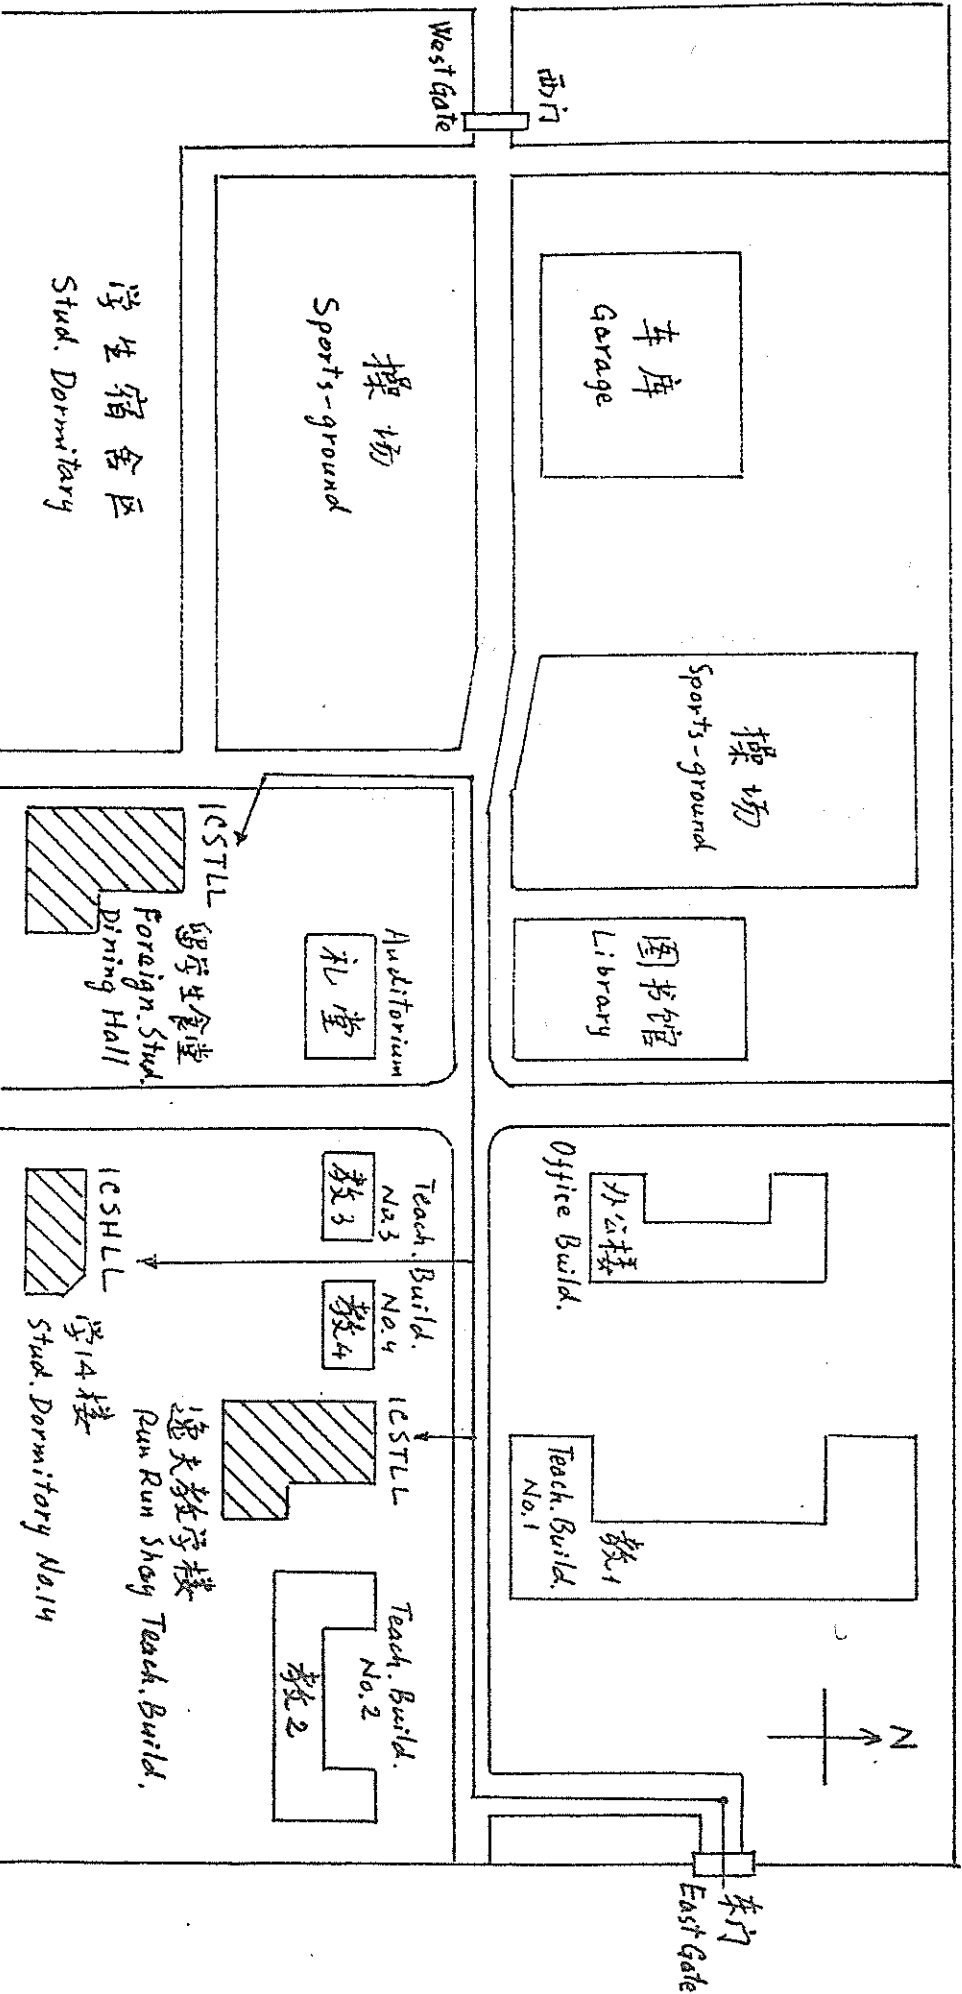 西门
West Gate
车库
Garage
操场
Sports-ground
学生宿舍区
Stud. Dormitary
操场
Sports-ground
图书馆
Library
Auditorium
礼堂
ICSTLL
留学生食堂
Foreign. Stud.
Dining Hall
办公楼
Office Build.
Teach. Build.
No.3
No.4
教3
教4
ICSHLL
学14楼
Stud. Dormitory No.14
ICSTLL
逸夫教学楼
Run Run Shay Teach. Build.
教1
Teach. Build.
No.1
Teach. Build.
No.2
教2
N
东门
East Gate